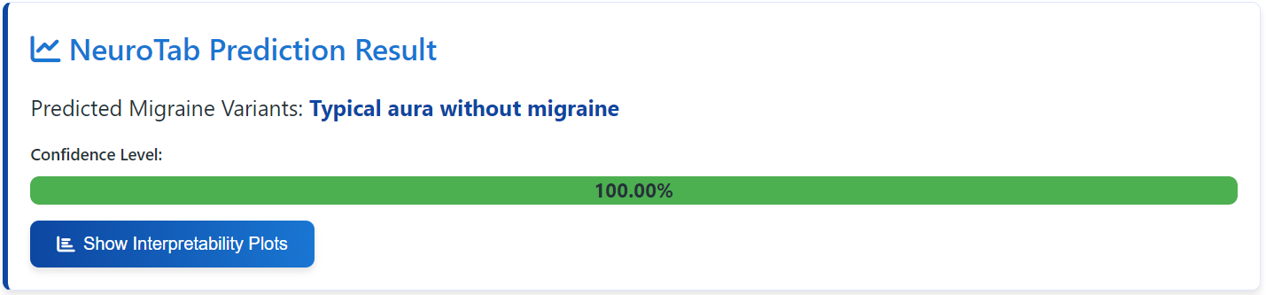 NeuroTab Prediction Result
Predicted Migraine Variants: Typical aura without migraine
Confidence Level:
100.00%
Show Interpretability Plots